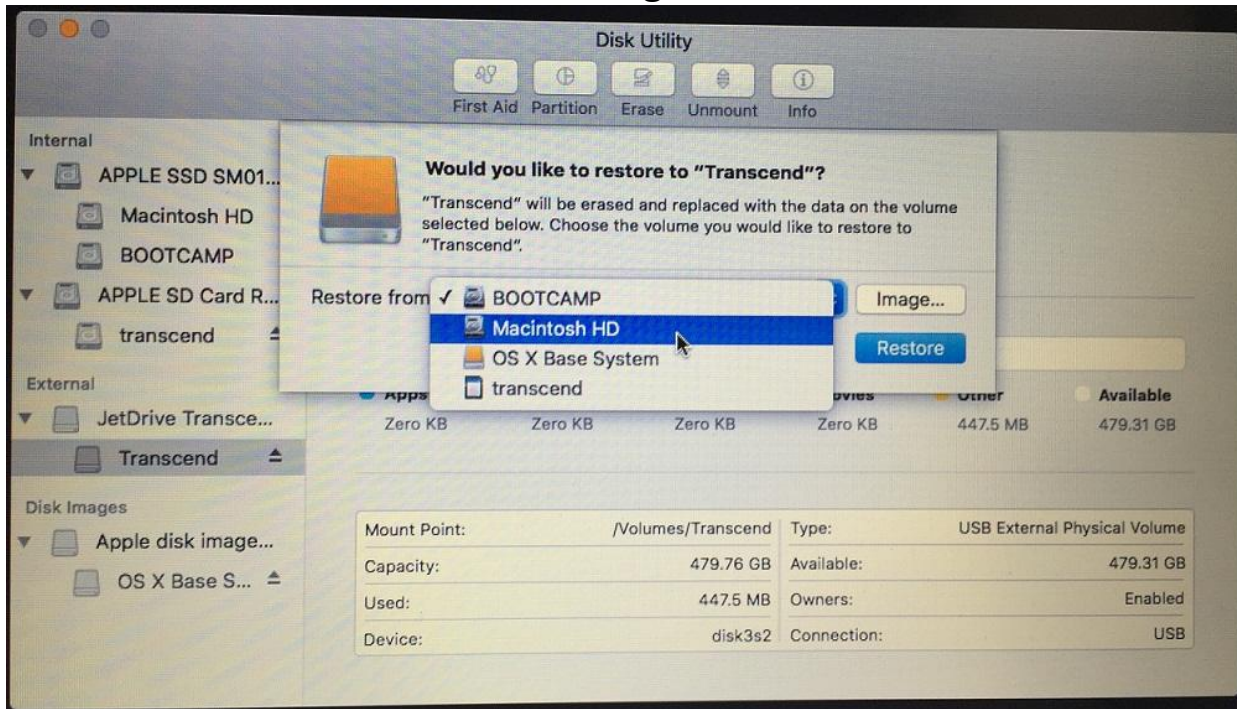 Disk Utility
First Aid Partition Erase Unmount Info
Internal
APPLE SSD SM01...
Macintosh HD
BOOTCAMP
APPLE SD Card R...
transcend
External
JetDrive Transce...
Transcend
Disk Images
Apple disk image...
OS X Base S...
Would you like to restore to "Transcend"?
"Transcend" will be erased and replaced with the data on the volume
selected below. Choose the volume you would like to restore to
"Transcend".
Restore from ✓ BOOTCAMP
Macintosh HD
OS X Base System
transcend
Image...
Restore
Apps Other Available
Zero KB Zero KB Zero KB Zero KB 447.5 MB 479.31 GB
Mount Point: /Volumes/Transcend Type: USB External Physical Volume
Capacity: 479.76 GB Available: 479.31 GB
Used: 447.5 MB Owners: Enabled
Device: disk3s2 Connection: USB